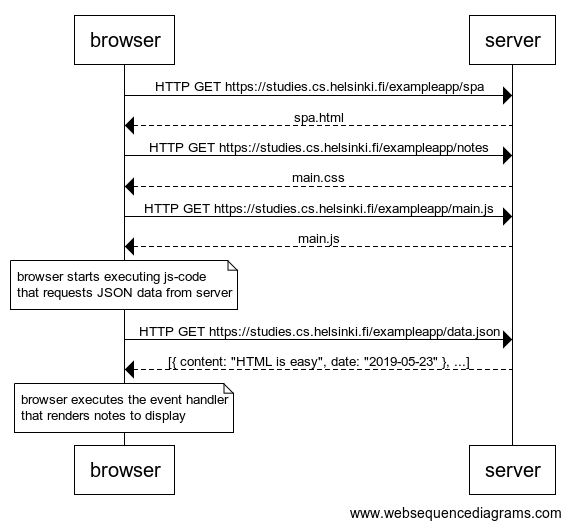 browser
server
HTTP GET https://studies.cs.helsinki.fi/exampleapp/spa
spa.html
HTTP GET https://studies.cs.helsinki.fi/exampleapp/notes
main.css
HTTP GET https://studies.cs.helsinki.fi/exampleapp/main.js
main.js
browser starts executing js-code
that requests JSON data from server
HTTP GET https://studies.cs.helsinki.fi/exampleapp/data.json
[{ content: "HTML is easy", date: "2019-05-23" }, ...]
browser executes the event handler
that renders notes to display
browser
server
www.websequencediagrams.com